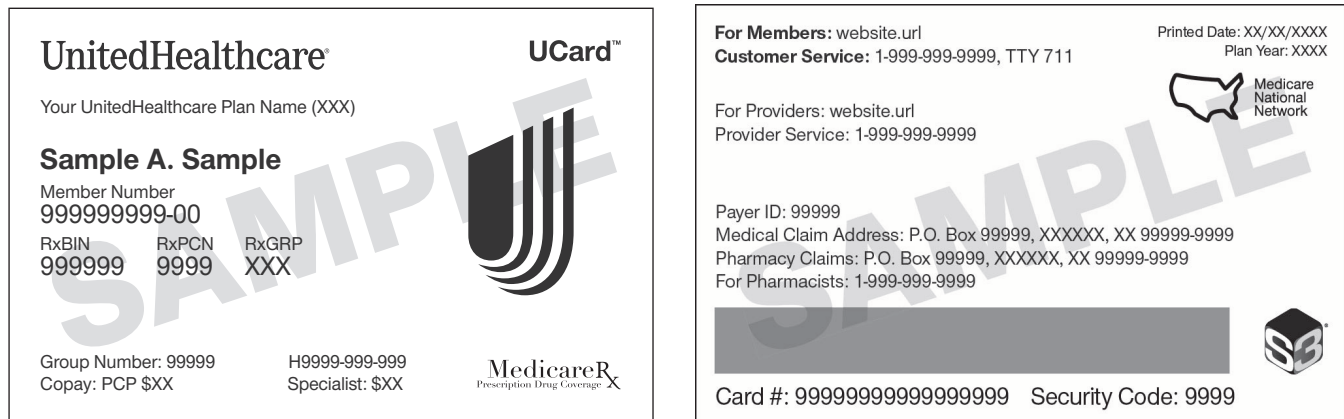 UnitedHealthcare®
UCard™
Your UnitedHealthcare Plan Name (XXX)
Sample A. Sample
Member Number
999999999-00
RxBIN RxPCN RxGRP
999999 9999 XXX
Group Number: 99999 H9999-999-999
Copay: PCP $XX Specialist: $XX
MedicareRx
Prescription Drug Coverage
SAMPLE
For Members: website.url
Customer Service: 1-999-999-9999, TTY 711
Printed Date: XX/XX/XXXX
Plan Year: XXXX
Medicare
National
Network
For Providers: website.url
Provider Service: 1-999-999-9999
Payer ID: 99999
Medical Claim Address: P.O. Box 99999, XXXXXX, XX 99999-9999
Pharmacy Claims: P.O. Box 99999, XXXXXX, XX 99999-9999
For Pharmacists: 1-999-999-9999
S3®
Card #: 99999999999999999 Security Code: 9999
SAMPLE